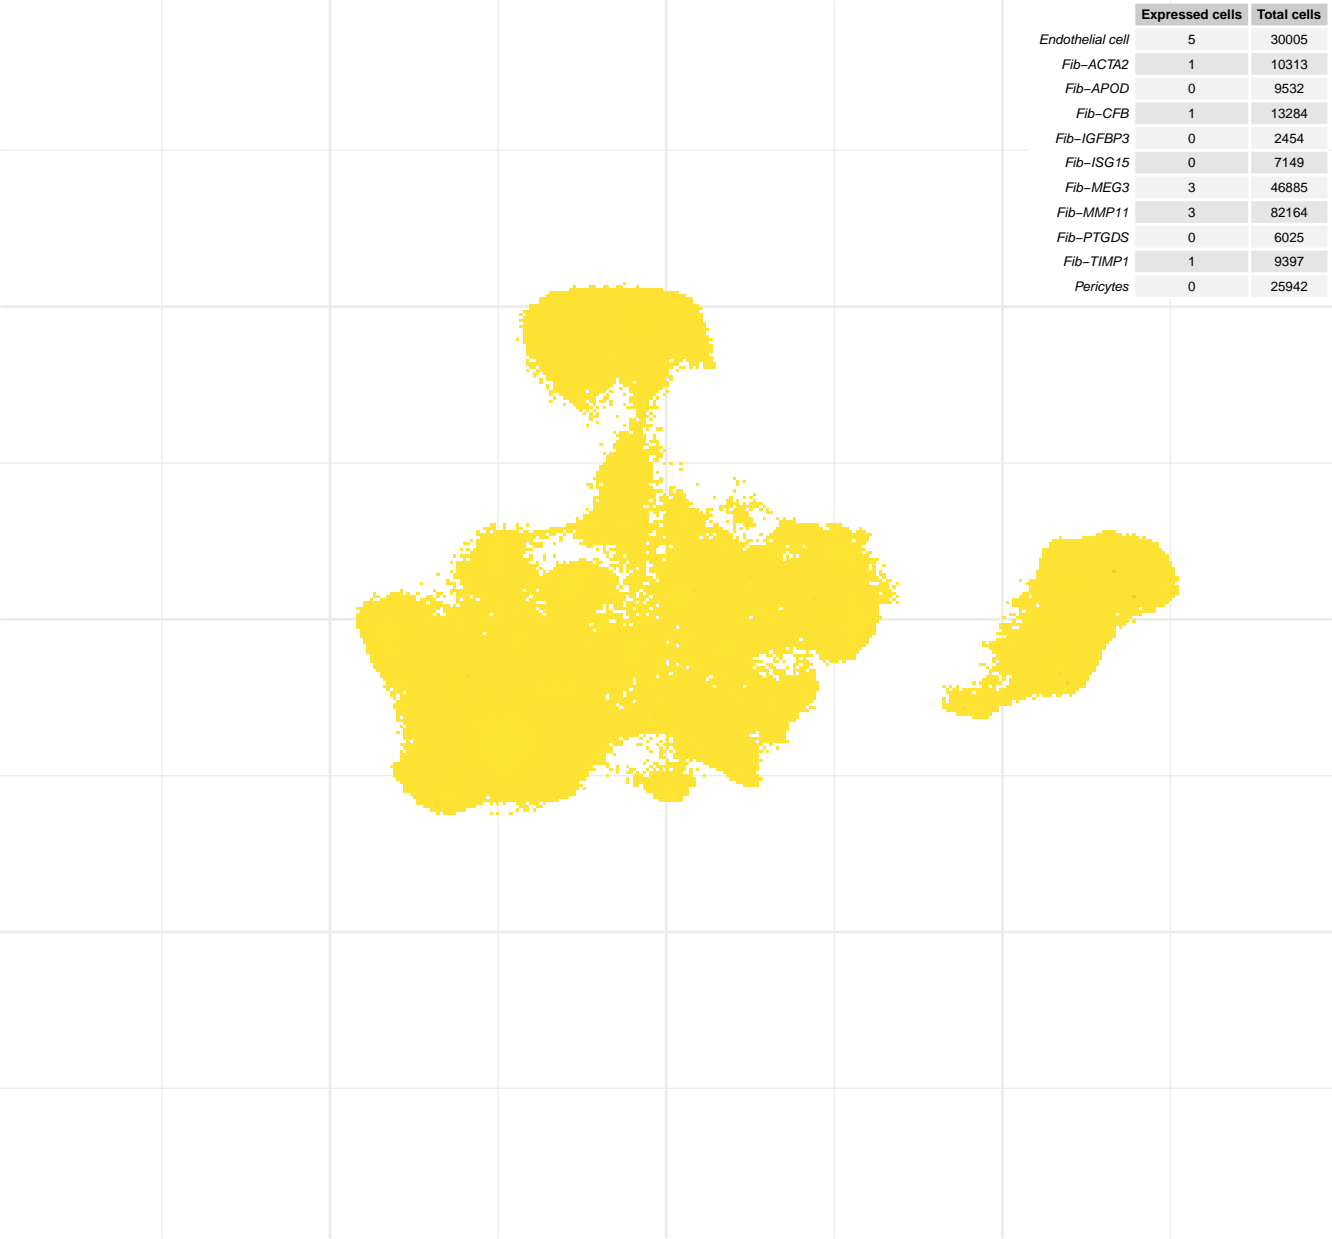 Expressed cells Total cells
Endothelial cell 5 30005
Fib−ACTA2 1 10313
Fib−APOD 0 9532
Fib−CFB 1 13284
Fib−IGFBP3 0 2454
Fib−ISG15 0 7149
Fib−MEG3 3 46885
Fib−MMP11 3 82164
Fib−PTGDS 0 6025
Fib−TIMP1 1 9397
Pericytes 0 25942